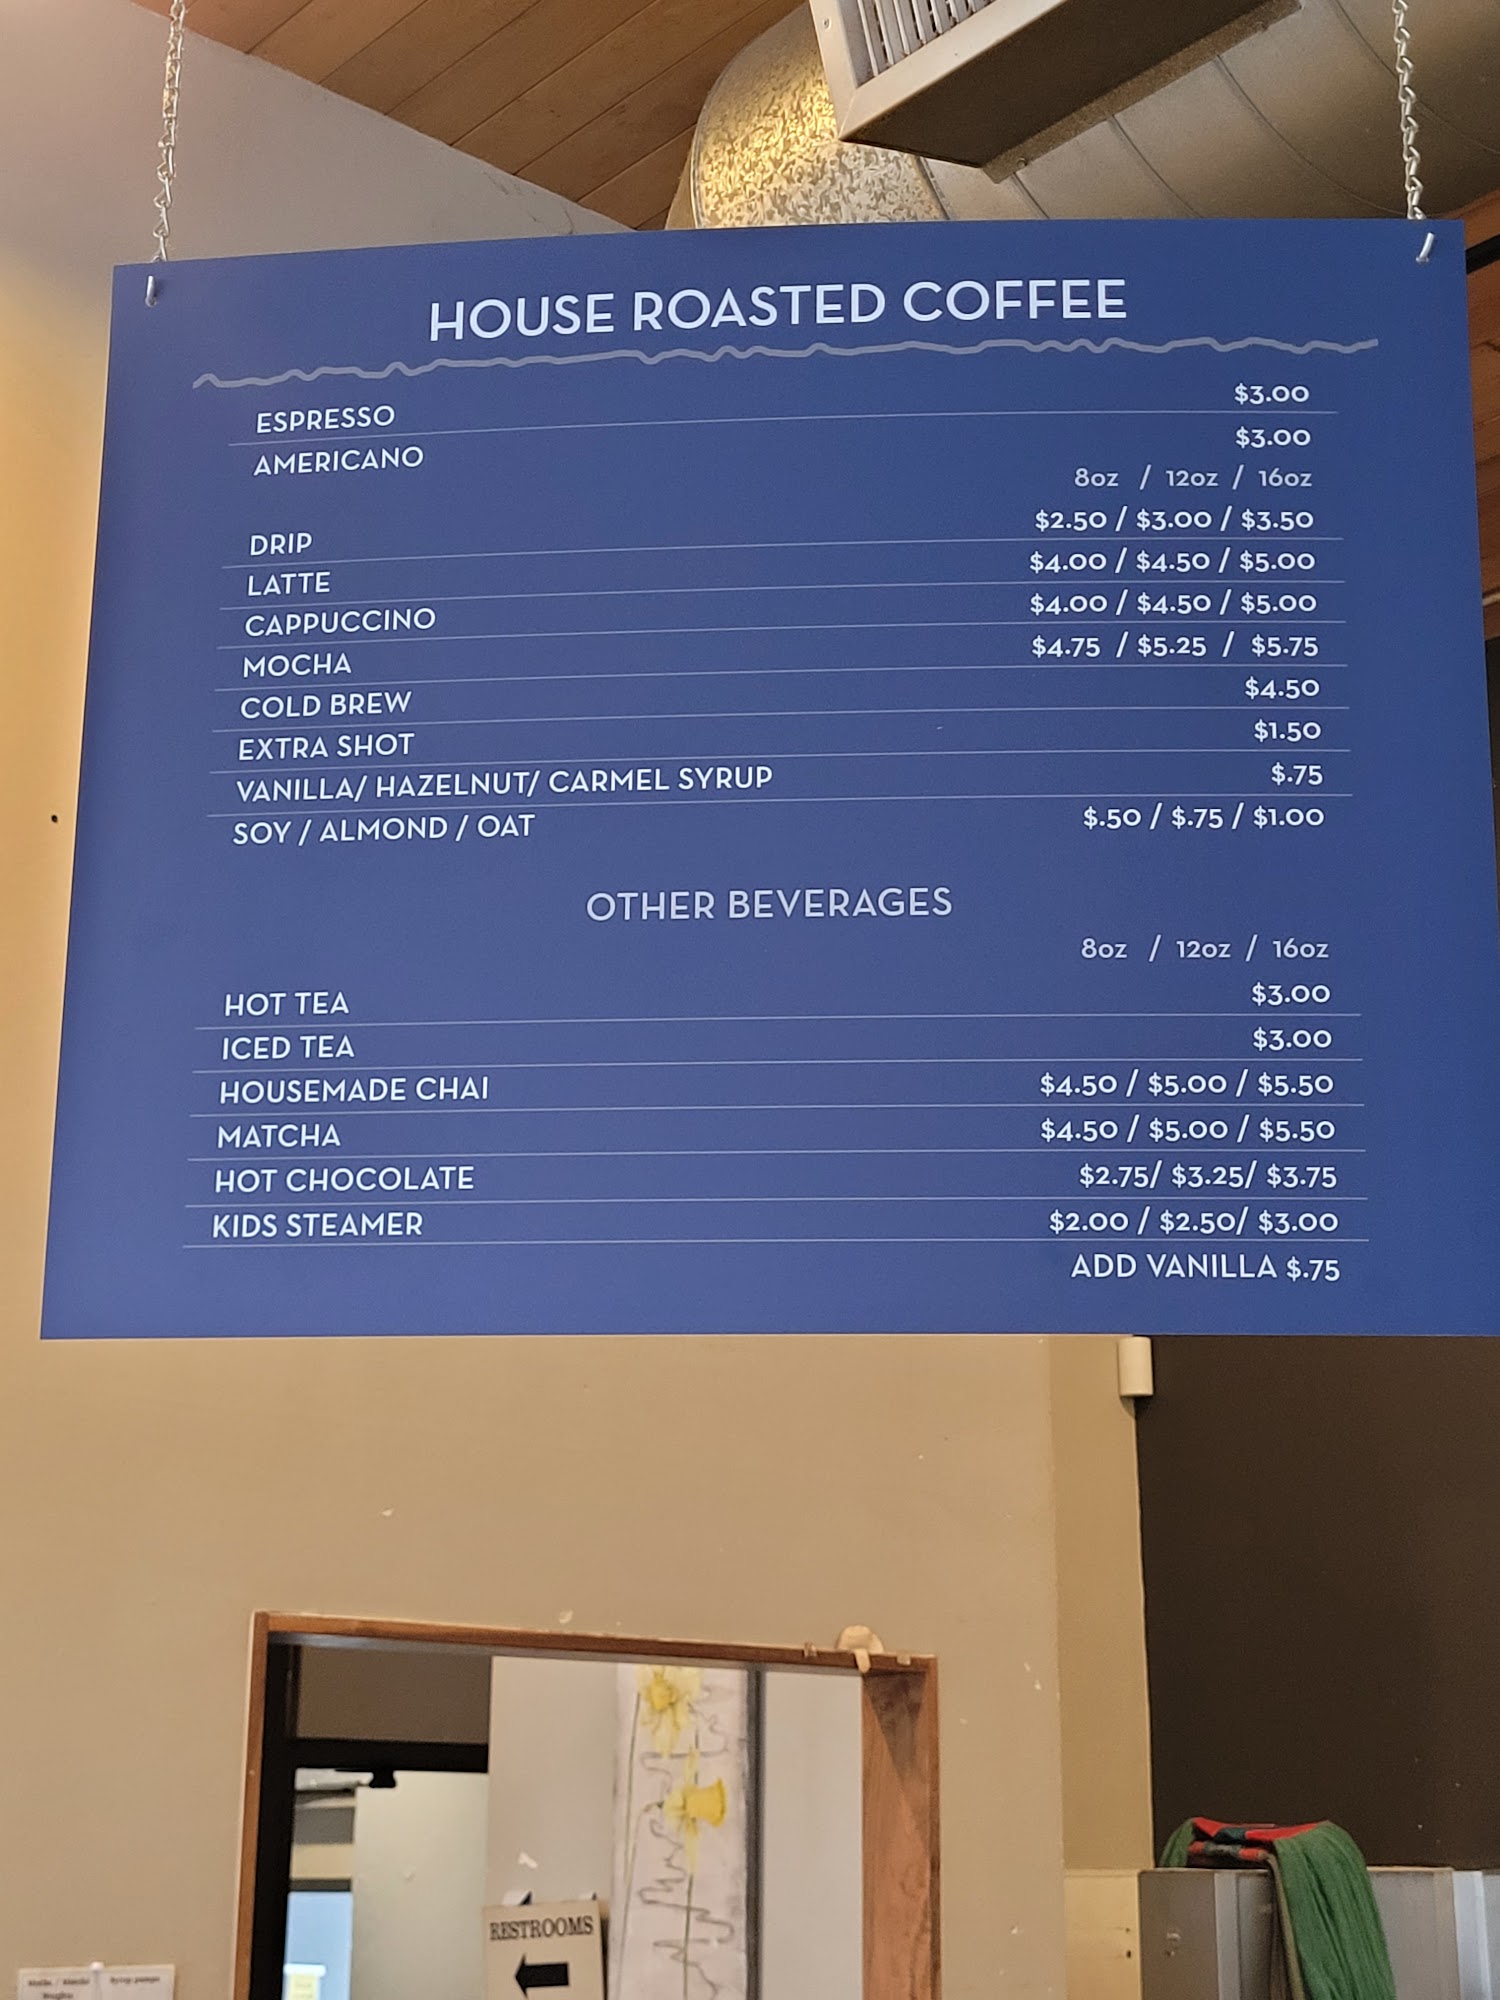 HOUSE ROASTED COFFEE
ESPRESSO $3.00
AMERICANO $3.00
8oz / 12oz / 16oz
DRIP $2.50 / $3.00 / $3.50
LATTE $4.00 / $4.50 / $5.00
CAPPUCCINO $4.00 / $4.50 / $5.00
MOCHA $4.75 / $5.25 / $5.75
COLD BREW $4.50
EXTRA SHOT $1.50
VANILLA/ HAZELNUT/ CARMEL SYRUP $.75
SOY / ALMOND / OAT $.50 / $.75 / $1.00
OTHER BEVERAGES
8oz / 12oz / 16oz
HOT TEA $3.00
ICED TEA $3.00
HOUSEMADE CHAI $4.50 / $5.00 / $5.50
MATCHA $4.50 / $5.00 / $5.50
HOT CHOCOLATE $2.75/ $3.25/ $3.75
KIDS STEAMER $2.00 / $2.50/ $3.00
ADD VANILLA $.75
RESTROOMS